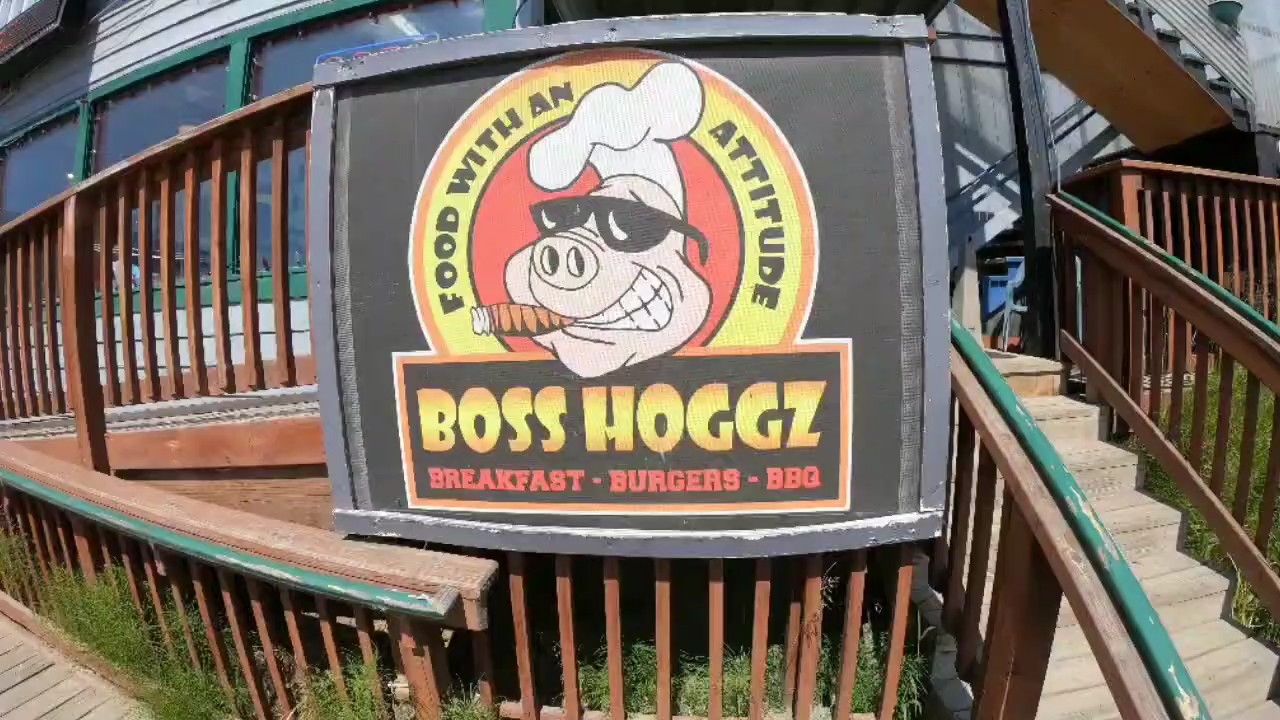 FOOD WITH AN ATTITUDE
BOSS HOGGZ
BREAKFAST - BURGERS - BBQ